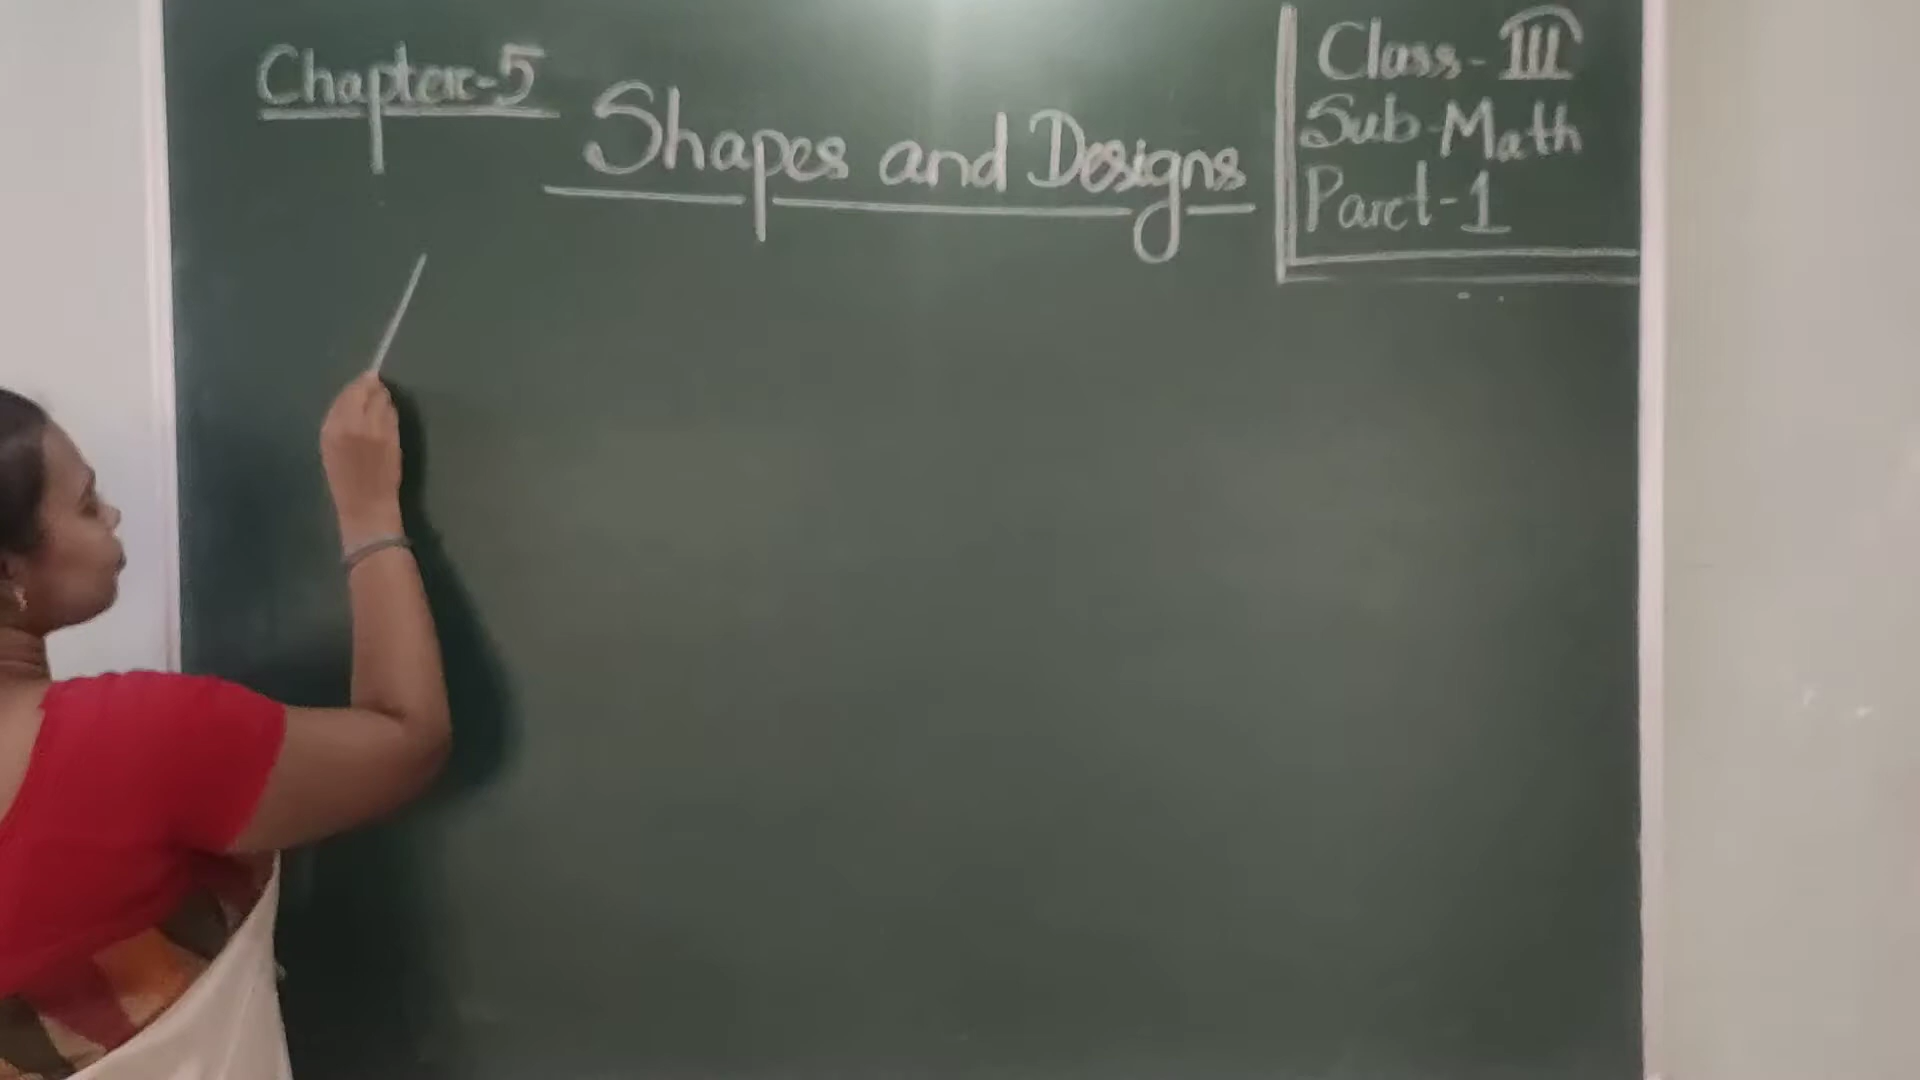 Chapter-5
Shapes and Designs
Class-III
Sub-Math
Part-1